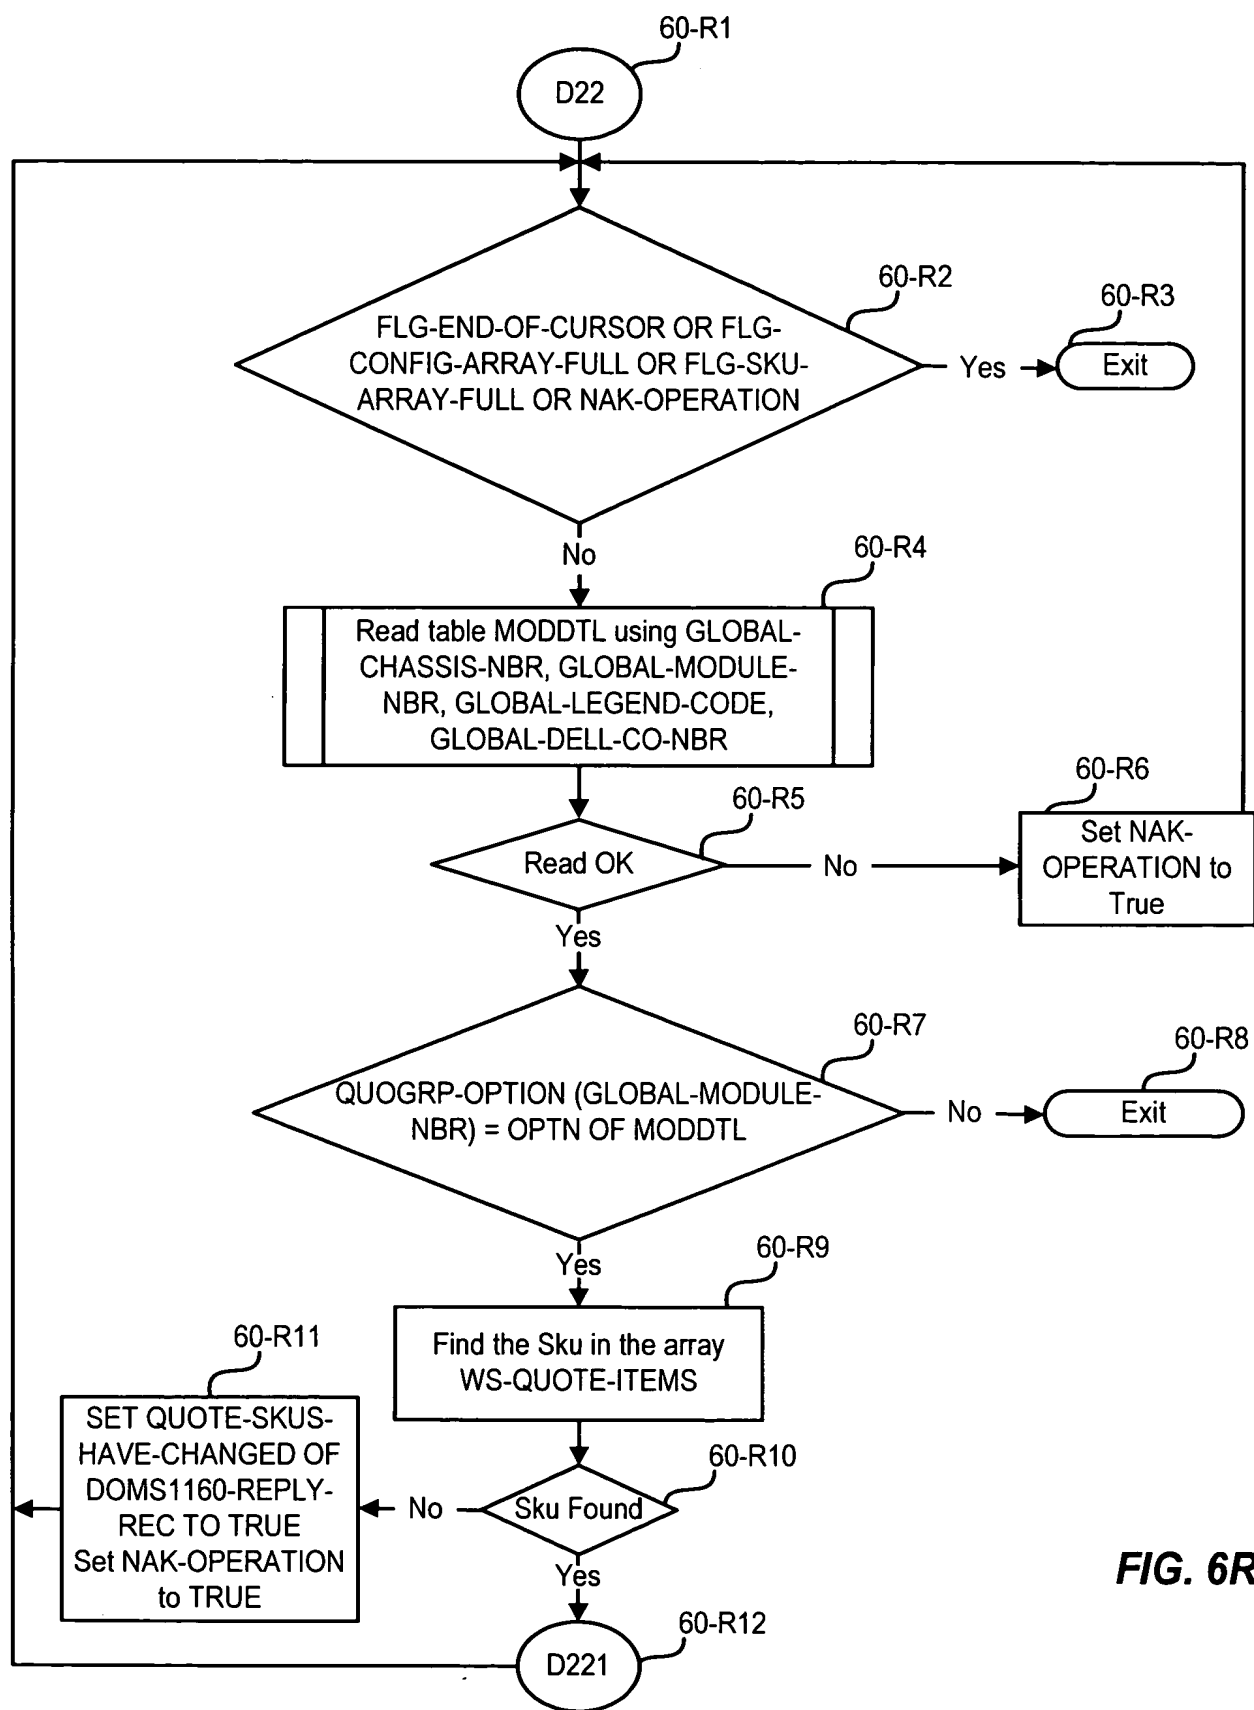 60-R1
D22
60-R2
FLG-END-OF-CURSOR OR FLG-
CONFIG-ARRAY-FULL OR FLG-SKU-
ARRAY-FULL OR NAK-OPERATION
Yes
60-R3
Exit
No
60-R4
Read table MODDTL using GLOBAL-
CHASSIS-NBR, GLOBAL-MODULE-
NBR, GLOBAL-LEGEND-CODE,
GLOBAL-DELL-CO-NBR
60-R5
Read OK
No
60-R6
Set NAK-
OPERATION to
True
Yes
60-R7
QUOGRP-OPTION (GLOBAL-MODULE-
NBR) = OPTN OF MODDTL
No
60-R8
Exit
Yes
60-R9
Find the Sku in the array
WS-QUOTE-ITEMS
60-R10
Sku Found
No
60-R11
SET QUOTE-SKUS-
HAVE-CHANGED OF
DOMS1160-REPLY-
REC TO TRUE
Set NAK-OPERATION
to TRUE
Yes
60-R12
D221
FIG. 6R